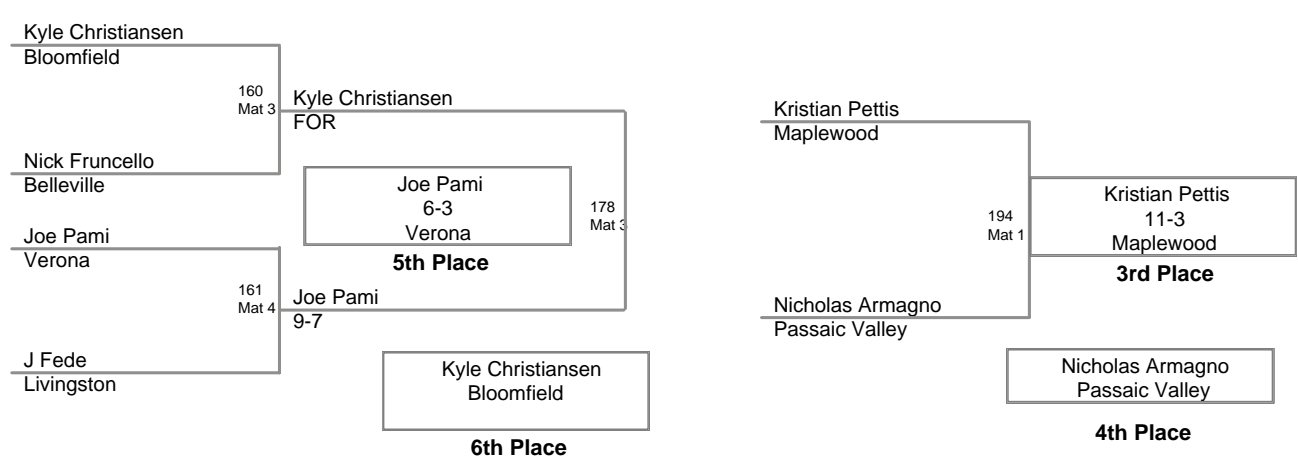 Kyle Christiansen
Bloomfield
160
Mat 3
Kyle Christiansen
FOR
Nick Fruncello
Belleville
Joe Pami
6-3
Verona
5th Place
178
Mat 3
Joe Pami
Verona
161
Mat 4
Joe Pami
9-7
J Fede
Livingston
Kyle Christiansen
Bloomfield
6th Place
Kristian Pettis
Maplewood
194
Mat 1
Kristian Pettis
11-3
Maplewood
3rd Place
Nicholas Armagno
Passaic Valley
Nicholas Armagno
Passaic Valley
4th Place